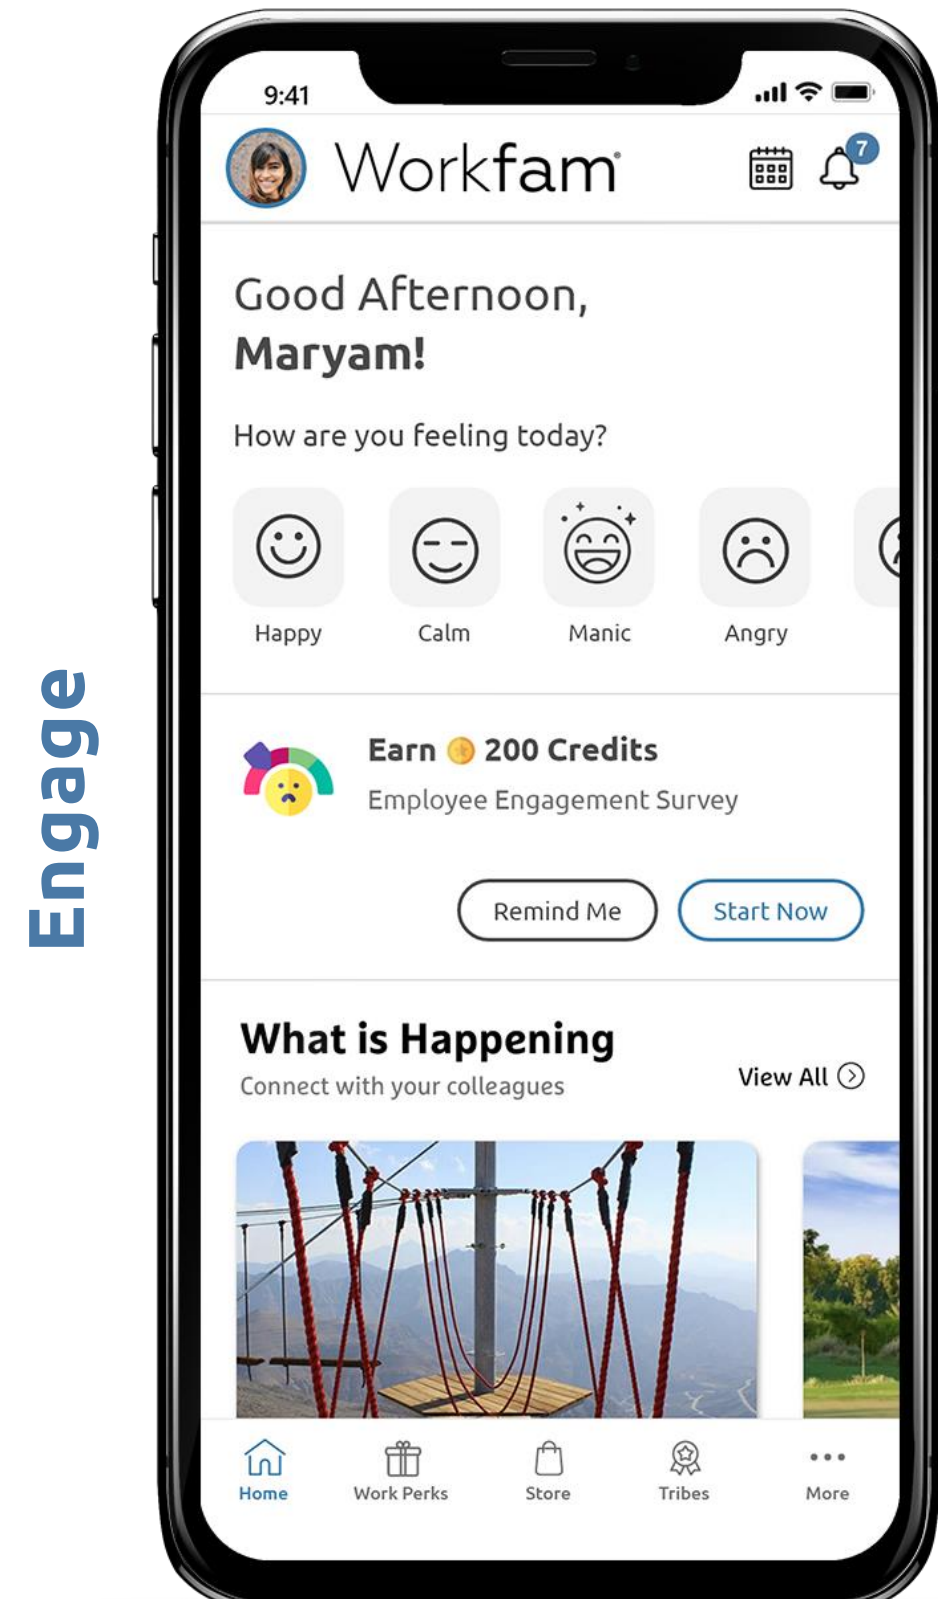 Engage
9:41
Workfam
7
Good Afternoon,
Maryam!
How are you feeling today?
Happy Calm Manic Angry
Earn 200 Credits
Employee Engagement Survey
Remind Me Start Now
What is Happening
Connect with your colleagues
View All
Home Work Perks Store Tribes More